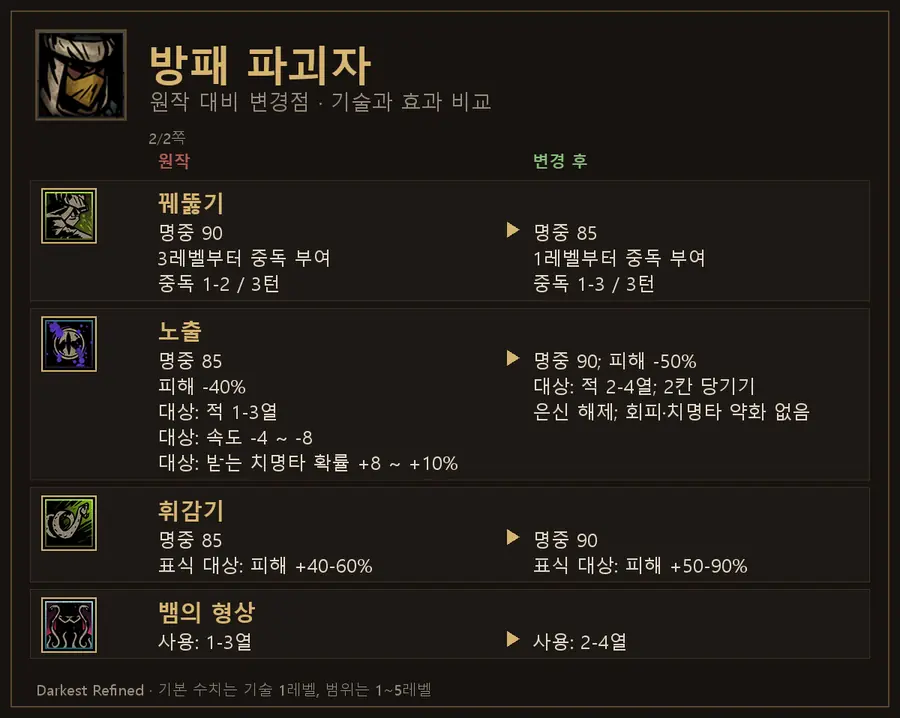 방패 파괴자
원작 대비 변경점 · 기술과 효과 비교
2/2쪽
원작
변경 후
꿰뚫기
명중 90
3레벨부터 중독 부여
중독 1-2 / 3턴
명중 85
1레벨부터 중독 부여
중독 1-3 / 3턴
노출
명중 85
피해 -40%
대상: 적 1-3열
대상: 속도 -4 ~ -8
대상: 받는 치명타 확률 +8 ~ +10%
명중 90; 피해 -50%
대상: 적 2-4열; 2칸 당기기
은신 해제; 회피·치명타 약화 없음
휘감기
명중 85
표식 대상: 피해 +40-60%
명중 90
표식 대상: 피해 +50-90%
뱀의 형상
사용: 1-3열
사용: 2-4열
Darkest Refined · 기본 수치는 기술 1레벨, 범위는 1~5레벨